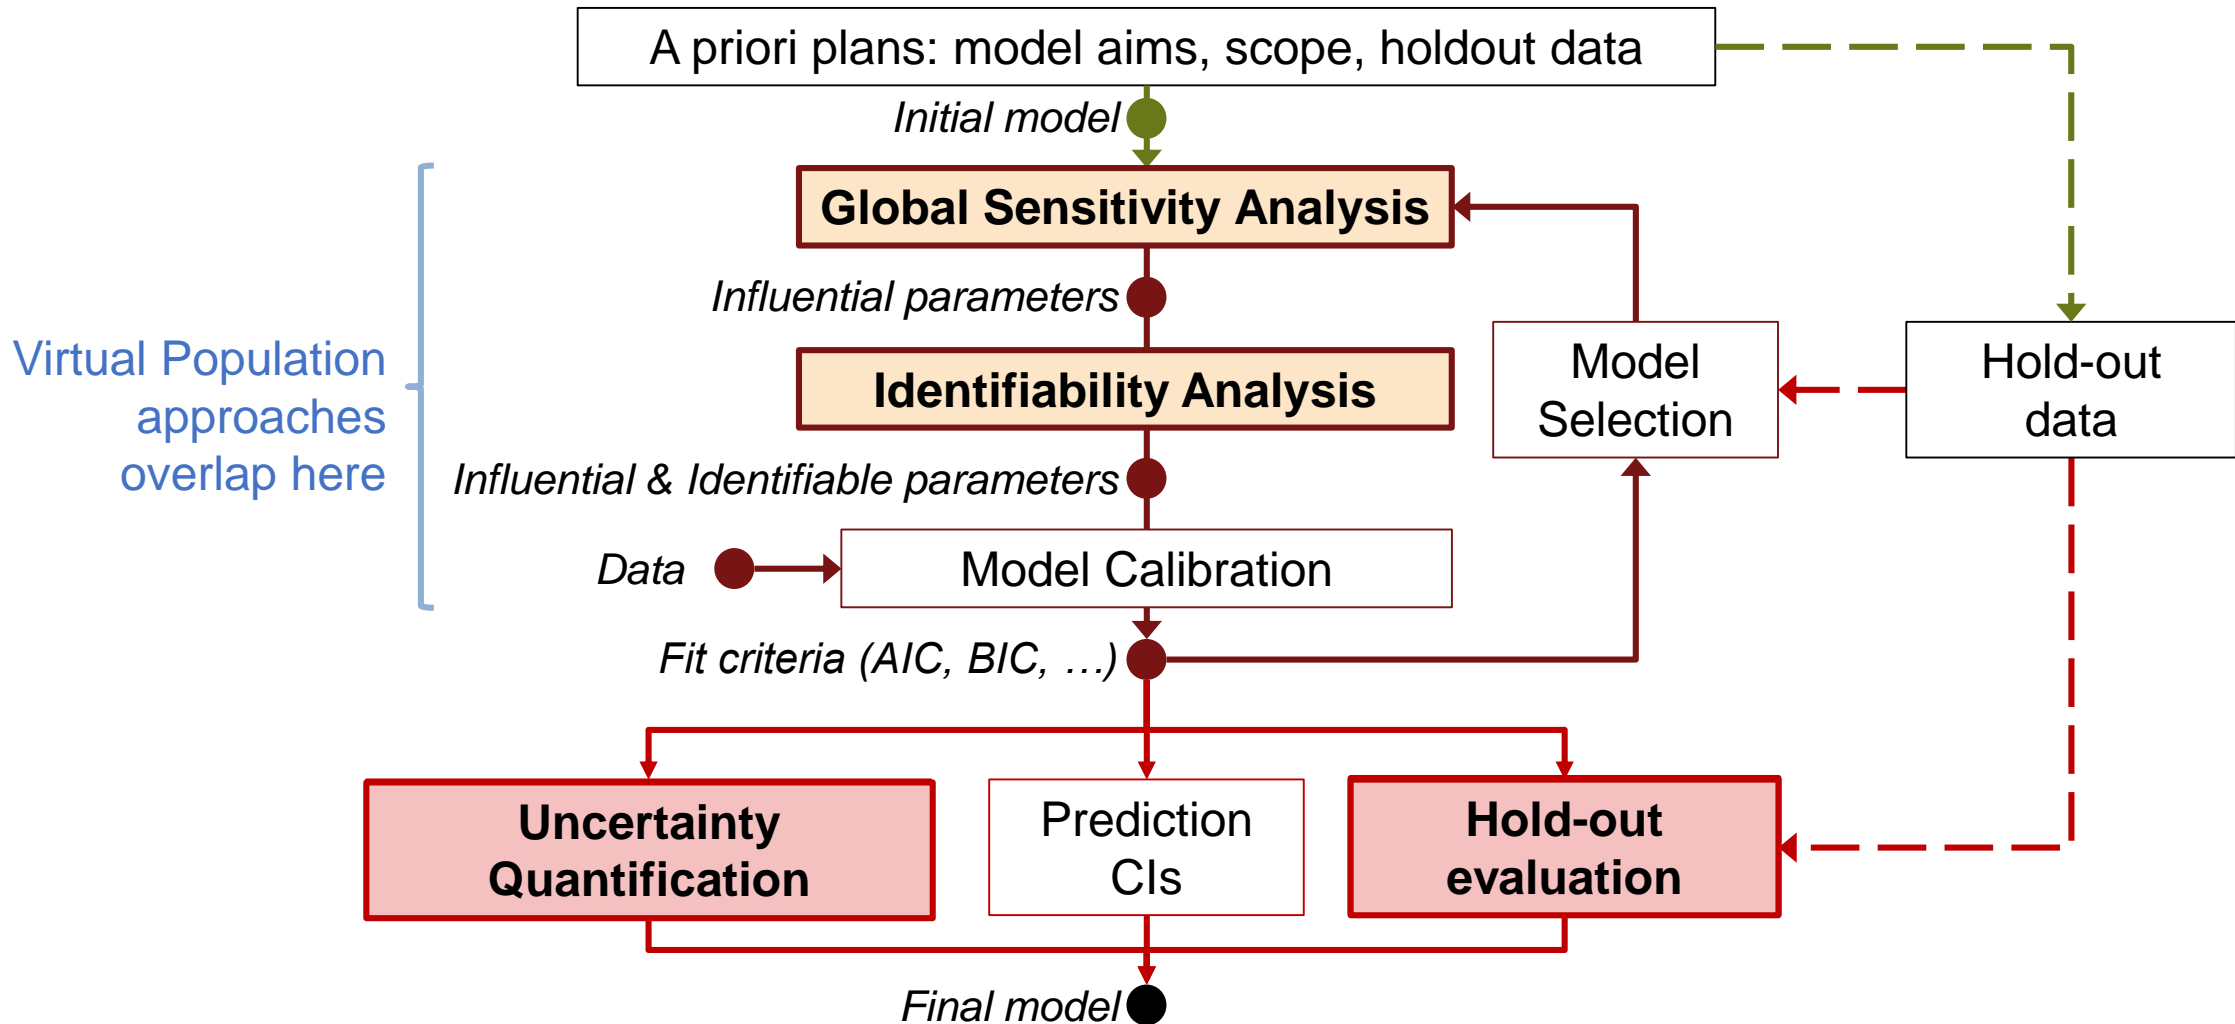 A priori plans: model aims, scope, holdout data
Initial model
Global Sensitivity Analysis
Influential parameters
Virtual Population
approaches
overlap here
Identifiability Analysis
Model
Selection
Hold-out
data
Influential & Identifiable parameters
Data
Model Calibration
Fit criteria (AIC, BIC, …)
Uncertainty
Quantification
Prediction
CIs
Hold-out
evaluation
Final model